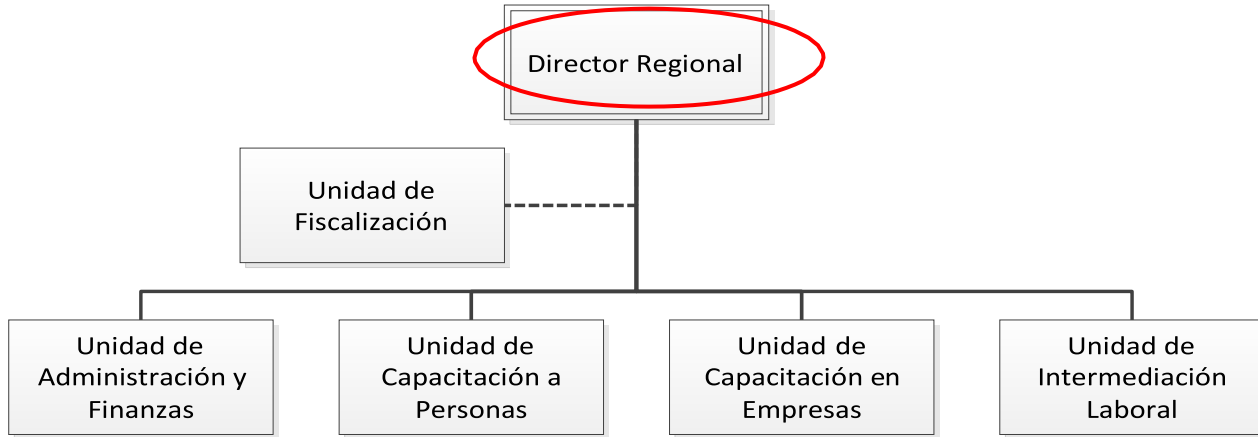 Director Regional
Unidad de
Fiscalización
Unidad de
Administración y
Finanzas
Unidad de
Capacitación a
Personas
Unidad de
Capacitación en
Empresas
Unidad de
Intermediación
Laboral